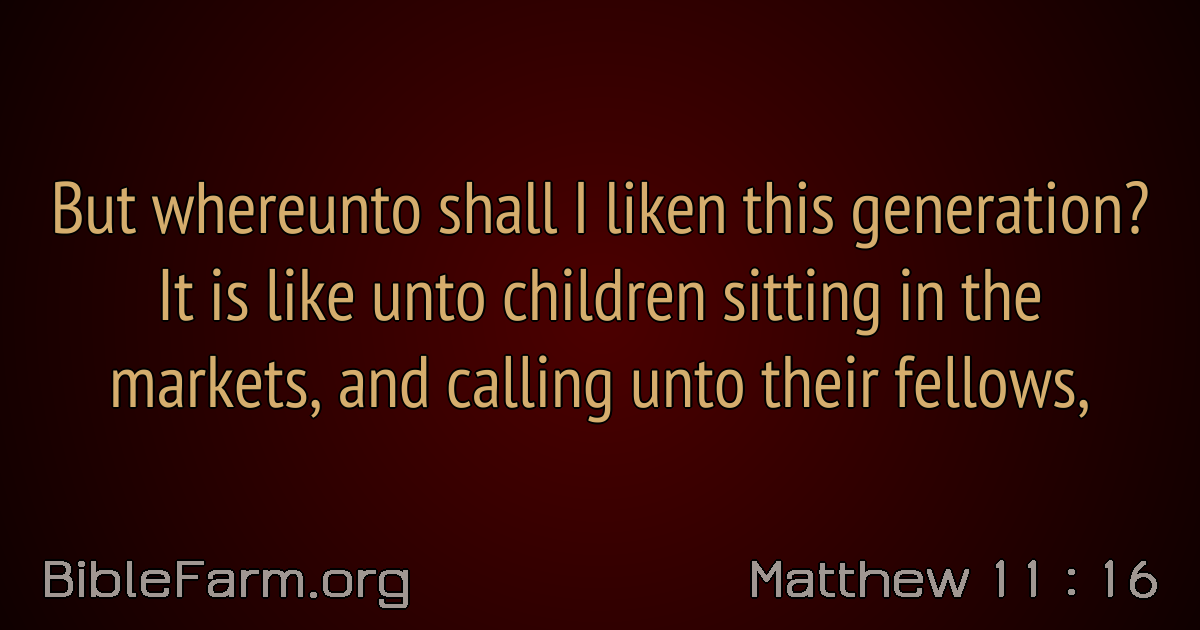 But whereunto shall I liken this generation?
It is like unto children sitting in the
markets, and calling unto their fellows,
BibleFarm.org
Matthew 11 : 16